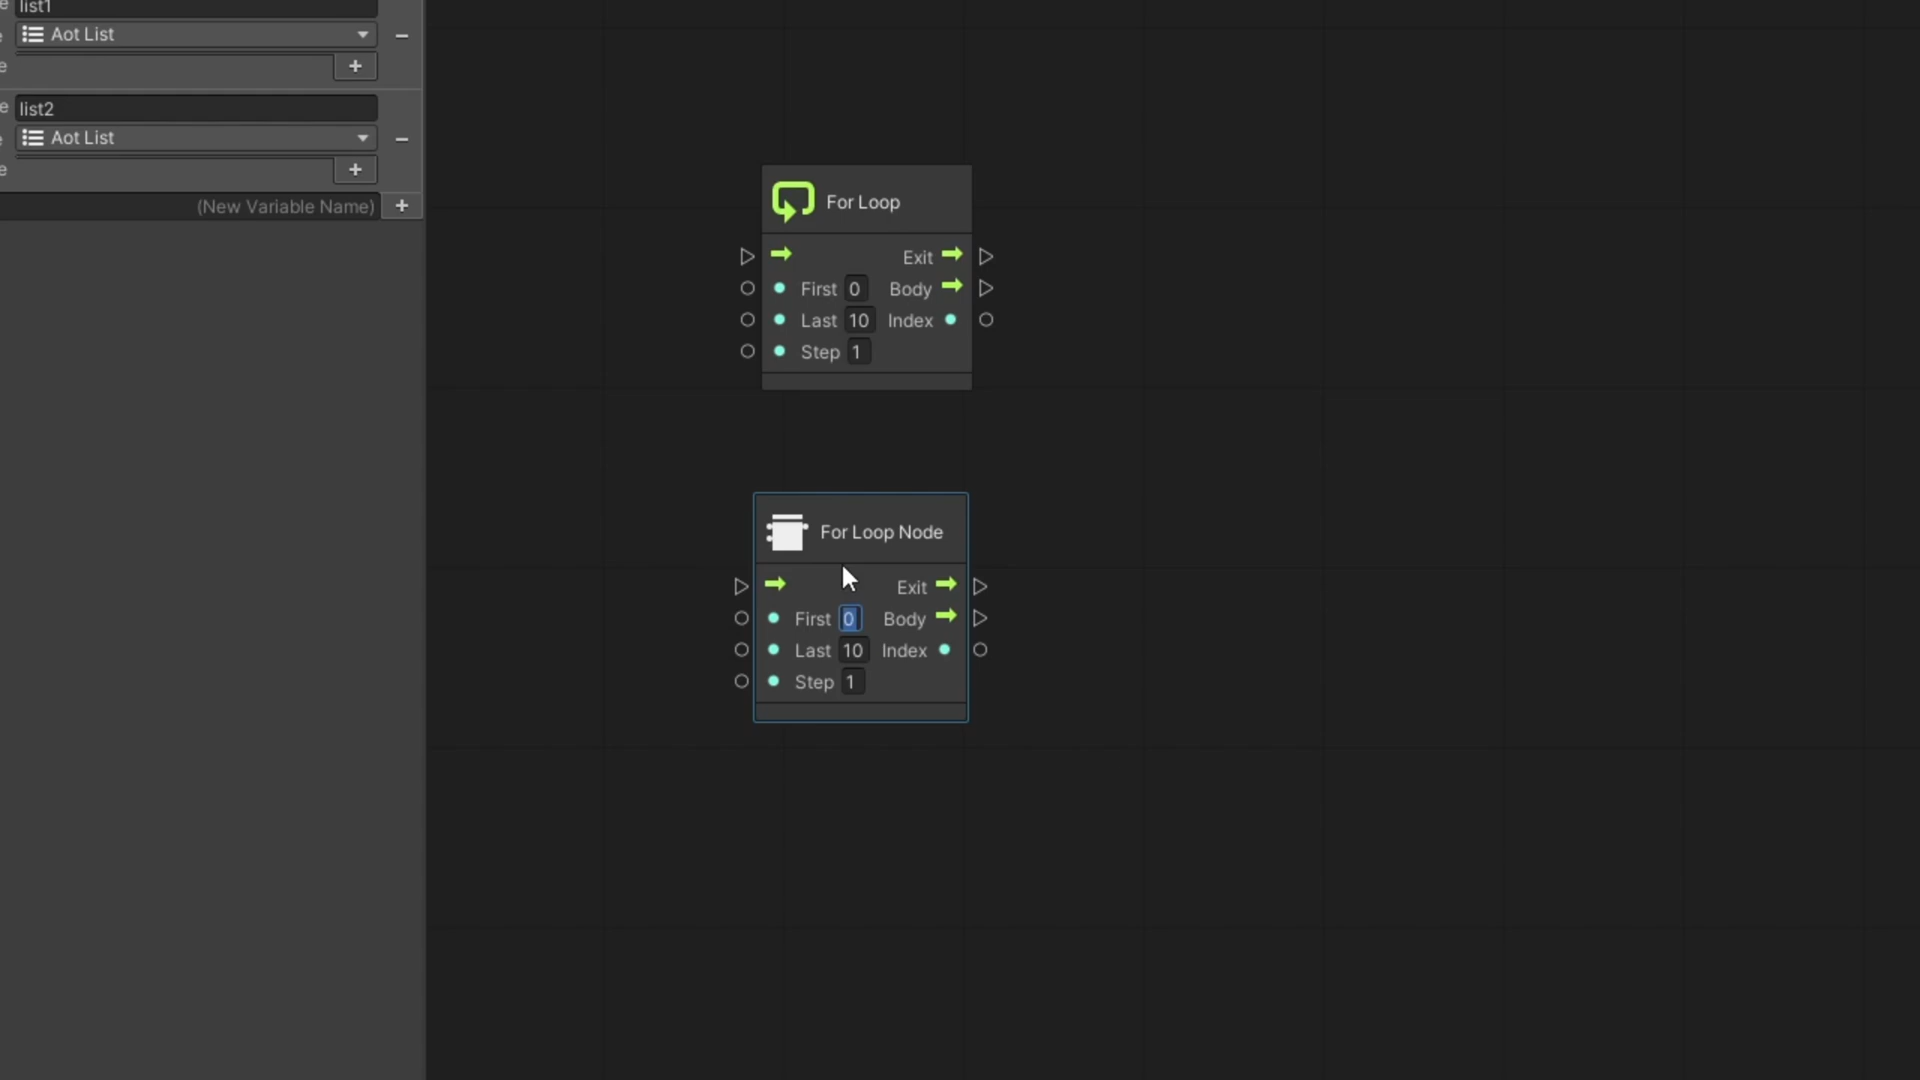 list1
Aot List
+
list2
Aot List
+
(New Variable Name) +
For Loop
Exit
First 0 Body
Last 10 Index
Step 1
For Loop Node
Exit
First 0 Body
Last 10 Index
Step 1